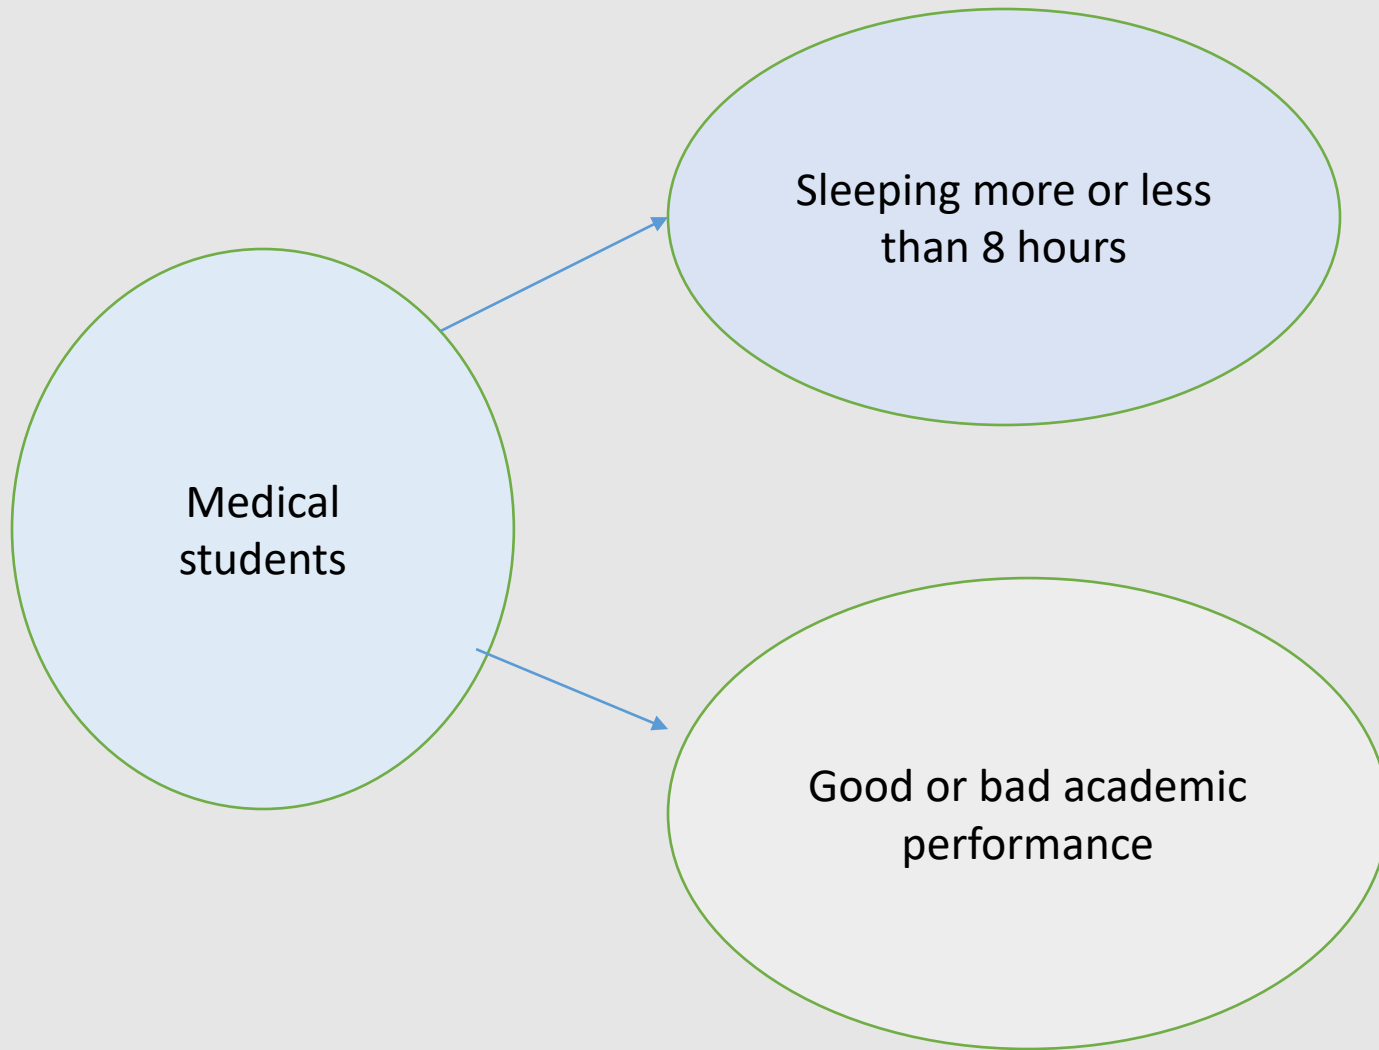 Sleeping more or less
than 8 hours
Medical
students
Good or bad academic
performance